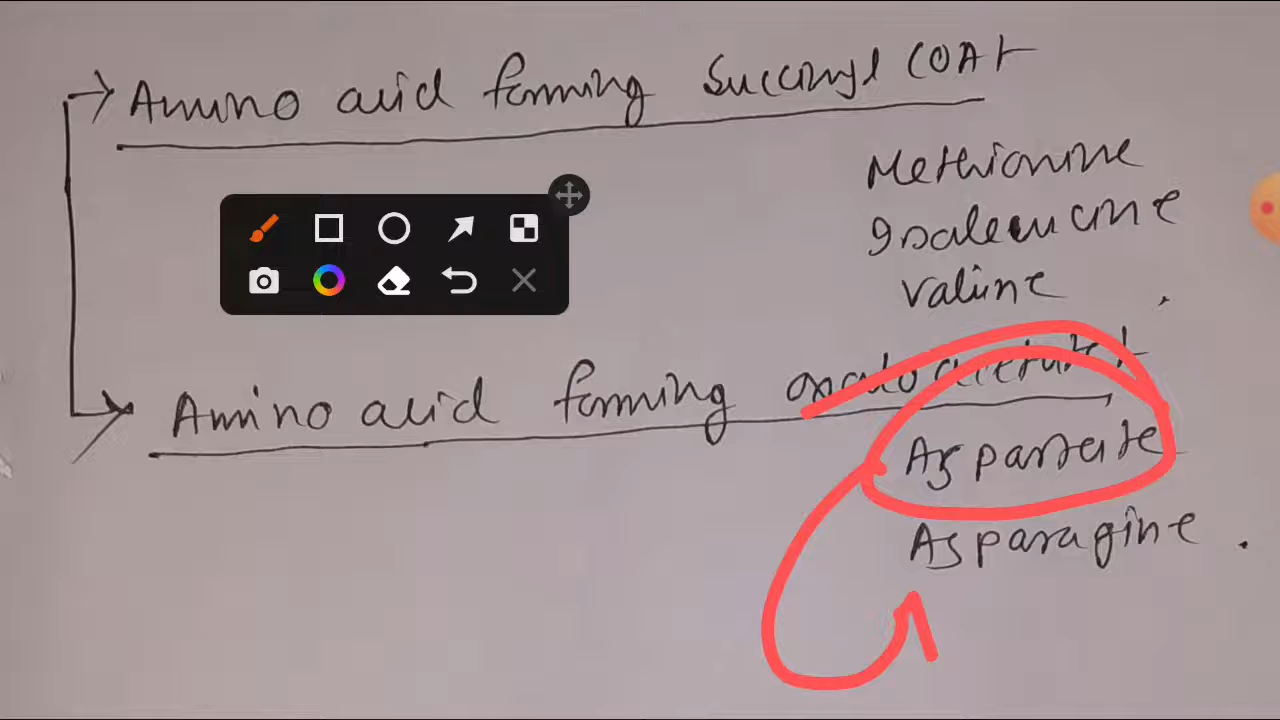 Amino acid forming Succinyl COA
Methionine
Isoleucine
Valine
Amino acid forming oxaloacetate
Aspartate
Asparagine